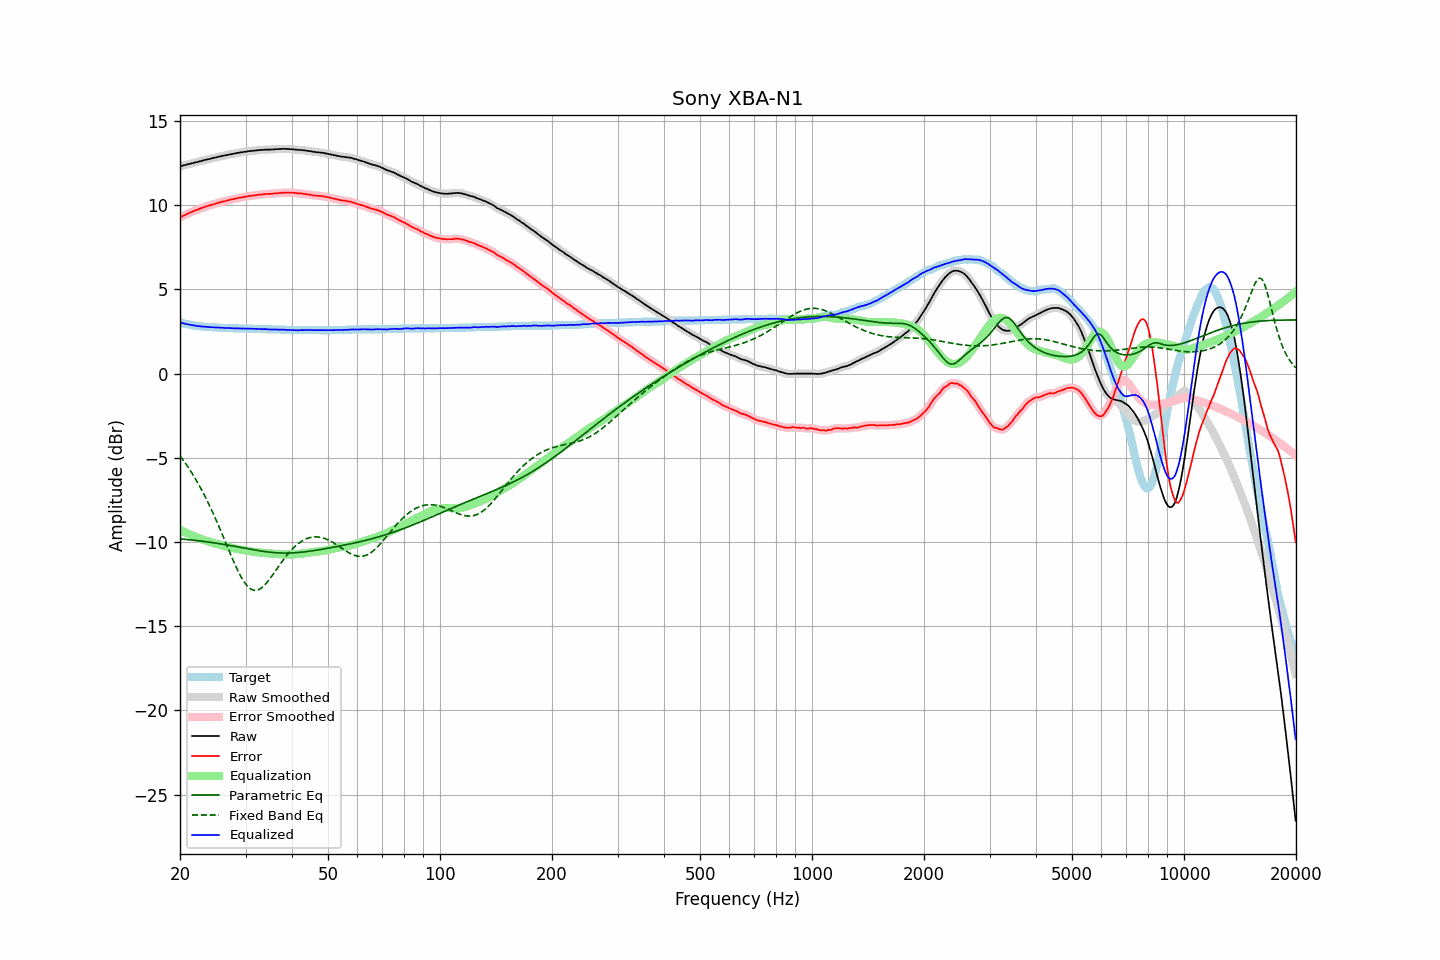 Sony XBA-N1
Amplitude (dBr)
15
10
5
0
−5
−10
−15
−20
−25
Target
Raw Smoothed
Error Smoothed
Raw
Error
Equalization
Parametric Eq
Fixed Band Eq
Equalized
20 50 100 200 500 1000 2000 5000 10000 20000
Frequency (Hz)